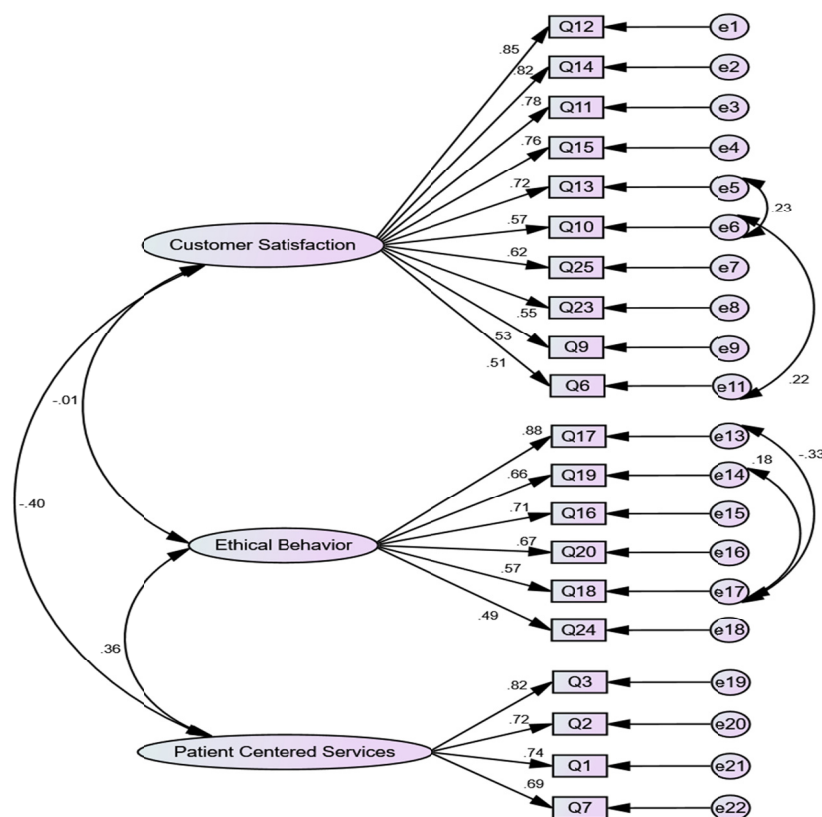 Q12 e1
.85
Q14 e2
.82
Q11 e3
.78
Q15 e4
.76
Q13 e5
.72
.23
Q10 e6
.57
Customer Satisfaction
Q25 e7
.62
Q23 e8
.55
Q9 e9
.53
.51
Q6 e11
.22
-.01
Q17 e13
.88
-.33
.18
Q19 e14
.66
-.40
Q16 e15
.71
Ethical Behavior
Q20 e16
.67
Q18 e17
.57
Q24 e18
.49
.36
Q3 e19
.82
Q2 e20
.72
Patient Centered Services
Q1 e21
.74
.69
Q7 e22